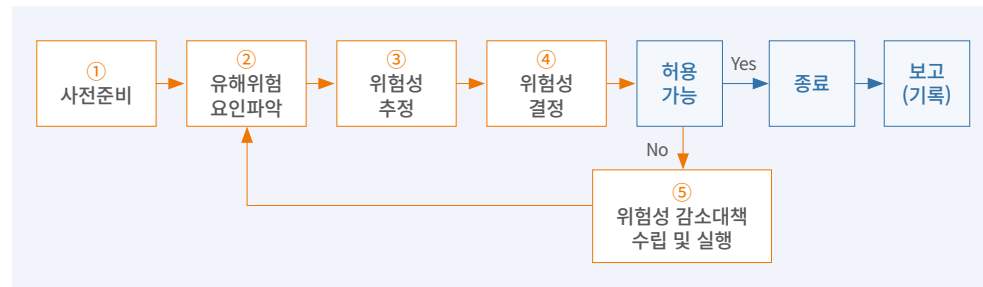 ①
사전준비
②
유해위험
요인파악
③
위험성
추정
④
위험성
결정
허용
가능
Yes
종료
보고
(기록)
No
⑤
위험성 감소대책
수립 및 실행